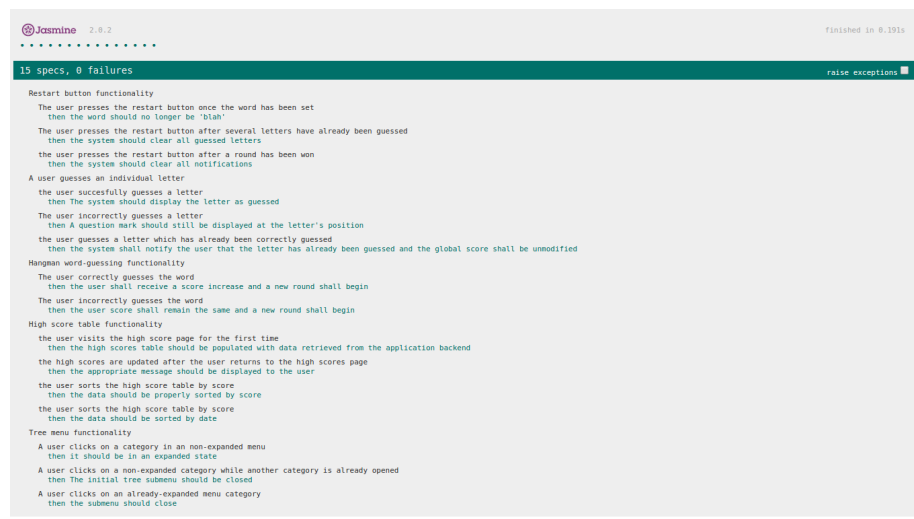 Jasmine 2.0.2 finished in 0.191s
• • • • • • • • • • • • • • •
15 specs, 0 failures raise exceptions
Restart button functionality
The user presses the restart button once the word has been set
then the word should no longer be 'blah'
The user presses the restart button after several letters have already been guessed
then the system should clear all guessed letters
the user presses the restart button after a round has been won
then the system should clear all notifications
A user guesses an individual letter
the user succesfully guesses a letter
then The system should display the letter as guessed
The user incorrectly guesses a letter
then A question mark should still be displayed at the letter's position
the user guesses a letter which has already been correctly guessed
then the system shall notify the user that the letter has already been guessed and the global score shall be unmodified
Hangman word-guessing functionality
The user correctly guesses the word
then the user shall receive a score increase and a new round shall begin
The user incorrectly guesses the word
then the user score shall remain the same and a new round shall begin
High score table functionality
the user visits the high score page for the first time
then the high scores table should be populated with data retrieved from the application backend
the high scores are updated after the user returns to the high scores page
then the appropriate message should be displayed to the user
the user sorts the high score table by score
then the data should be properly sorted by score
the user sorts the high score table by score
then the data should be sorted by date
Tree menu functionality
A user clicks on a category in an non-expanded menu
then it should be in an expanded state
A user clicks on a non-expanded category while another category is already opened
then The initial tree submenu should be closed
A user clicks on an already-expanded menu category
then the submenu should close